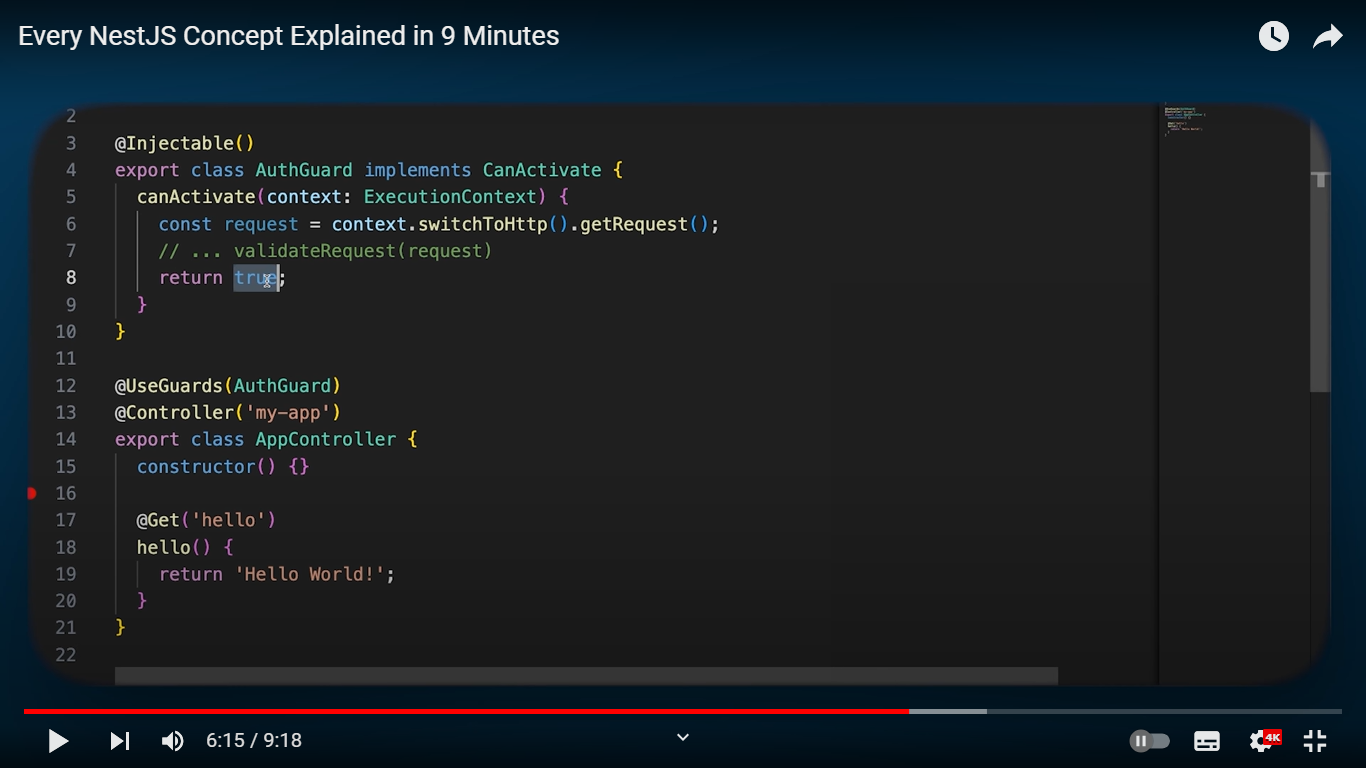 Every NestJS Concept Explained in 9 Minutes
2
3 @Injectable()
4 export class AuthGuard implements CanActivate {
5 canActivate(context: ExecutionContext) {
6 const request = context.switchToHttp().getRequest();
7 // ... validateRequest(request)
8 return true;
9 }
10 }
11
12 @UseGuards(AuthGuard)
13 @Controller('my-app')
14 export class AppController {
15 constructor() {}
16
17 @Get('hello')
18 hello() {
19 return 'Hello World!';
20 }
21 }
22
6:15 / 9:18
4K